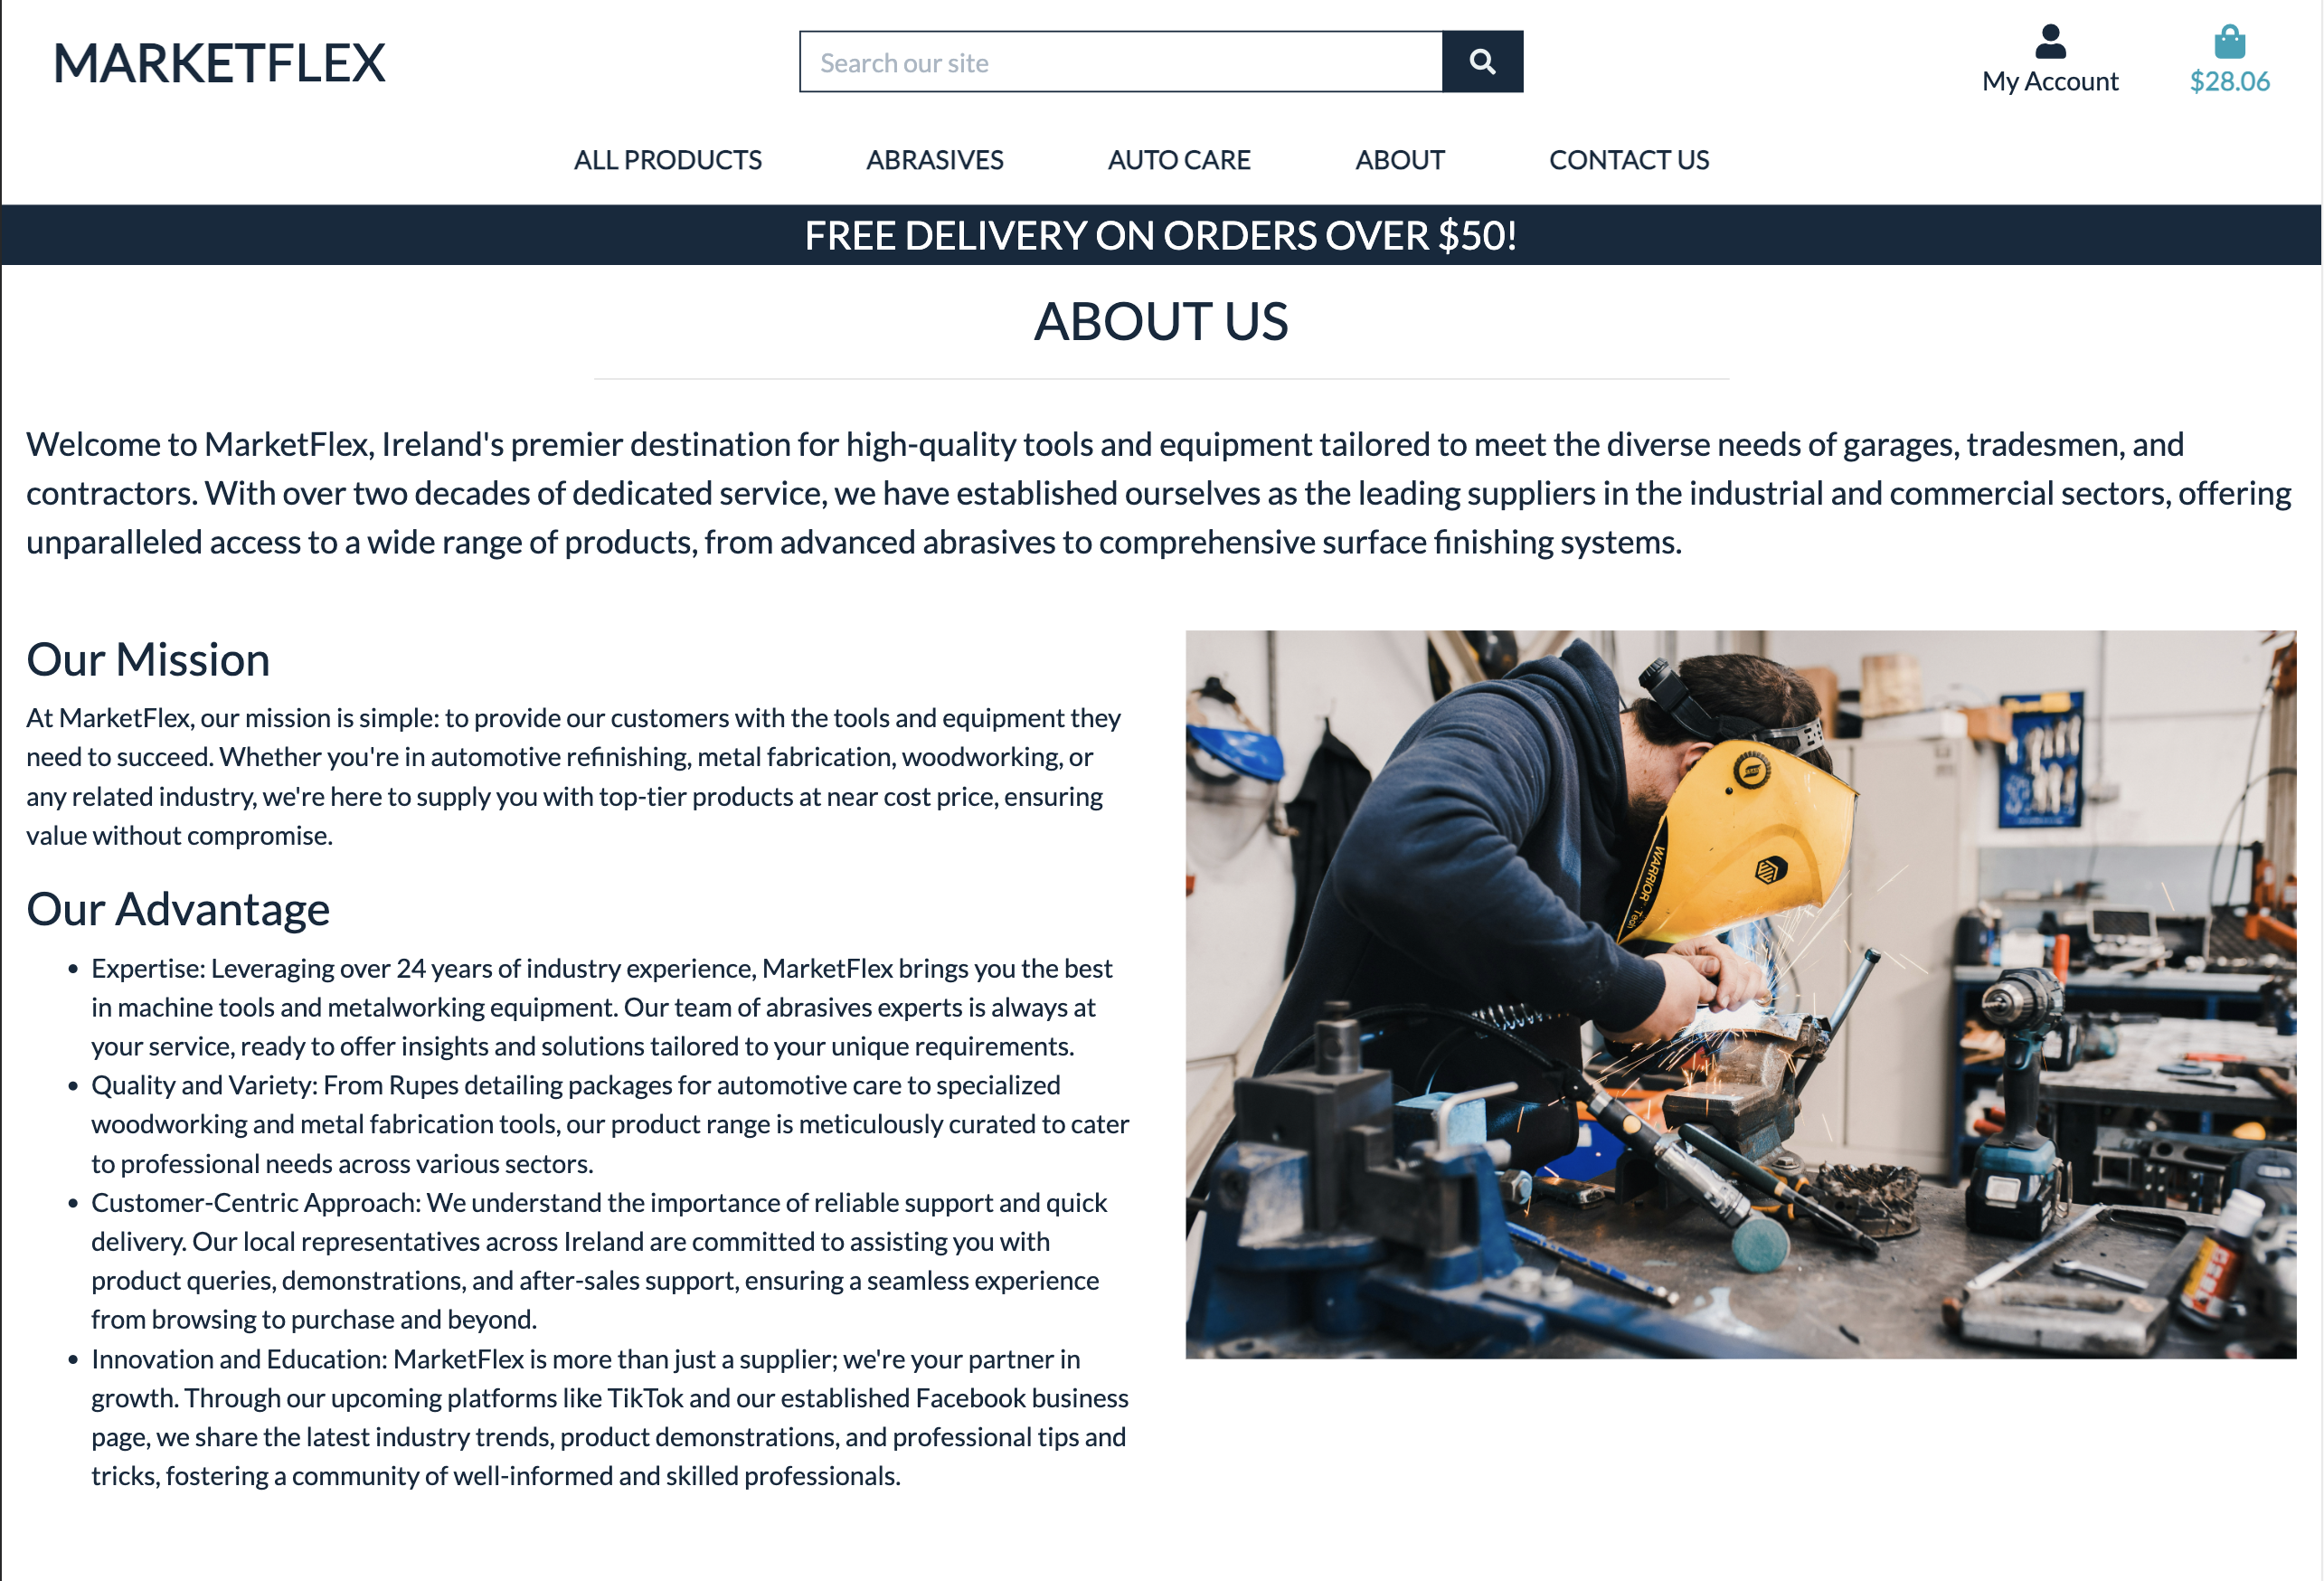 MARKETFLEX
Search our site
My Account
$28.06
ALL PRODUCTS
ABRASIVES
AUTO CARE
ABOUT
CONTACT US
FREE DELIVERY ON ORDERS OVER $50!
ABOUT US
Welcome to MarketFlex, Ireland's premier destination for high-quality tools and equipment tailored to meet the diverse needs of garages, tradesmen, and
contractors. With over two decades of dedicated service, we have established ourselves as the leading suppliers in the industrial and commercial sectors, offering
unparalleled access to a wide range of products, from advanced abrasives to comprehensive surface finishing systems.
Our Mission
At MarketFlex, our mission is simple: to provide our customers with the tools and equipment they
need to succeed. Whether you're in automotive refinishing, metal fabrication, woodworking, or
any related industry, we're here to supply you with top-tier products at near cost price, ensuring
value without compromise.
Our Advantage
• Expertise: Leveraging over 24 years of industry experience, MarketFlex brings you the best
in machine tools and metalworking equipment. Our team of abrasives experts is always at
your service, ready to offer insights and solutions tailored to your unique requirements.
• Quality and Variety: From Rupes detailing packages for automotive care to specialized
woodworking and metal fabrication tools, our product range is meticulously curated to cater
to professional needs across various sectors.
• Customer-Centric Approach: We understand the importance of reliable support and quick
delivery. Our local representatives across Ireland are committed to assisting you with
product queries, demonstrations, and after-sales support, ensuring a seamless experience
from browsing to purchase and beyond.
• Innovation and Education: MarketFlex is more than just a supplier; we're your partner in
growth. Through our upcoming platforms like TikTok and our established Facebook business
page, we share the latest industry trends, product demonstrations, and professional tips and
tricks, fostering a community of well-informed and skilled professionals.
WARRIOR Tech